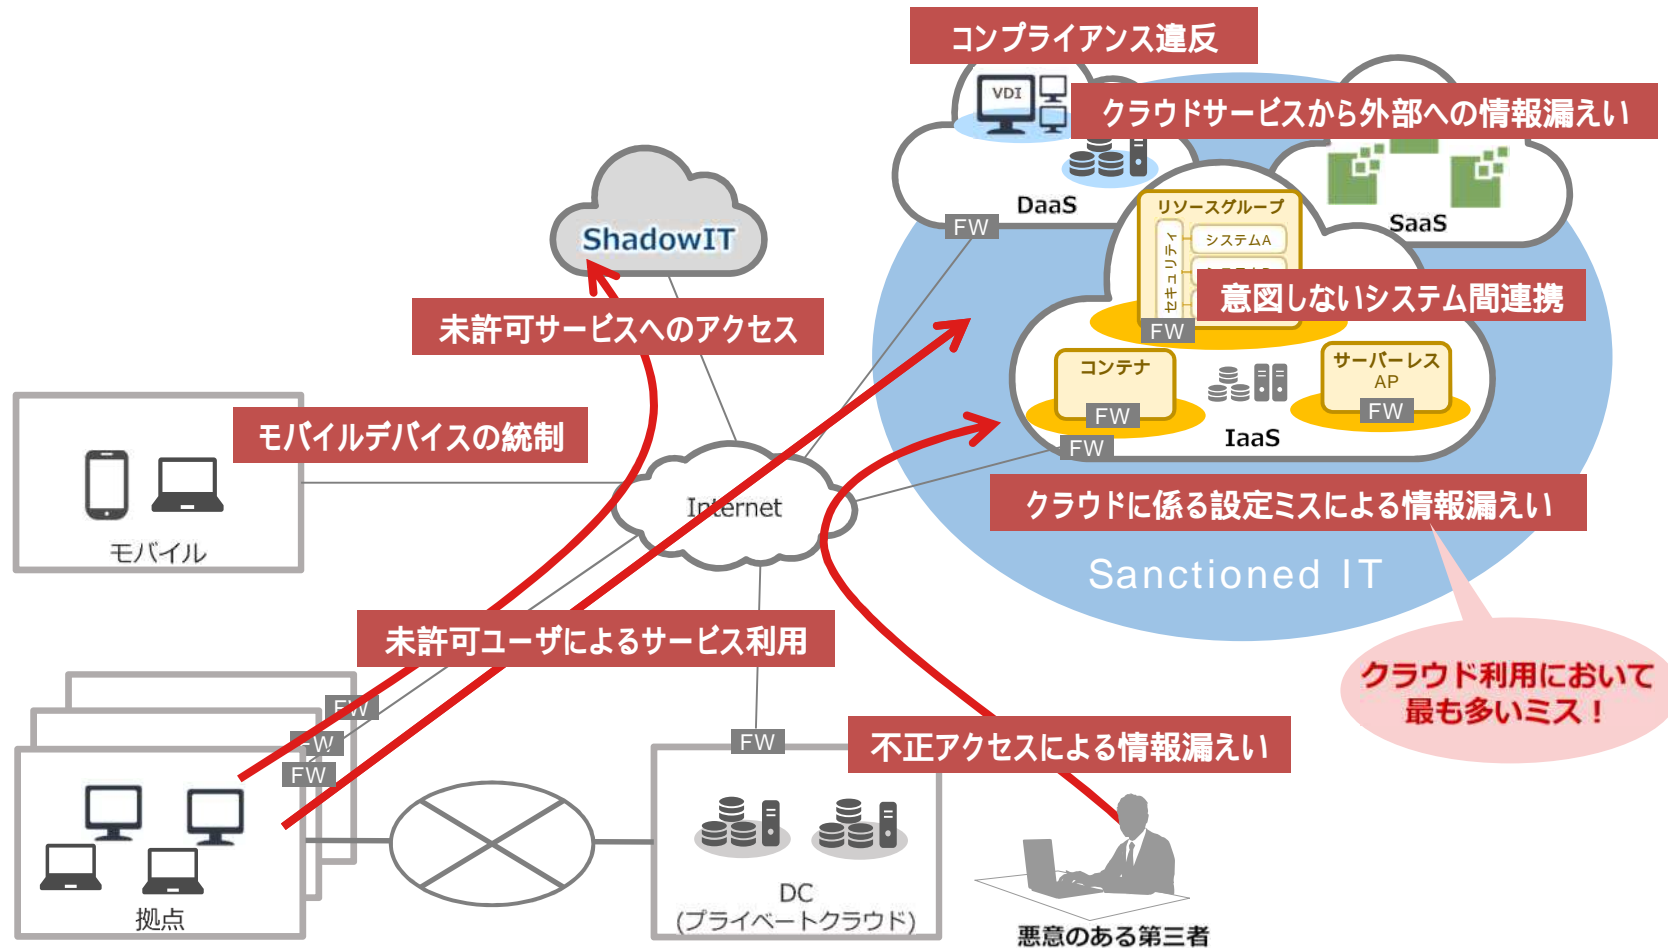 コンプライアンス違反
VDI
クラウドサービスから外部への情報漏えい
DaaS
SaaS
FW
リソースグループ
セキュリティ
システムA
意図しないシステム間連携
FW
ShadowIT
未許可サービスへのアクセス
コンテナ
FW
サーバーレス
AP
FW
IaaS
FW
モバイルデバイスの統制
モバイル
Internet
クラウドに係る設定ミスによる情報漏えい
Sanctioned IT
クラウド利用において
最も多いミス！
未許可ユーザによるサービス利用
FW
FW
FW
FW
不正アクセスによる情報漏えい
拠点
DC
(プライベートクラウド)
悪意のある第三者